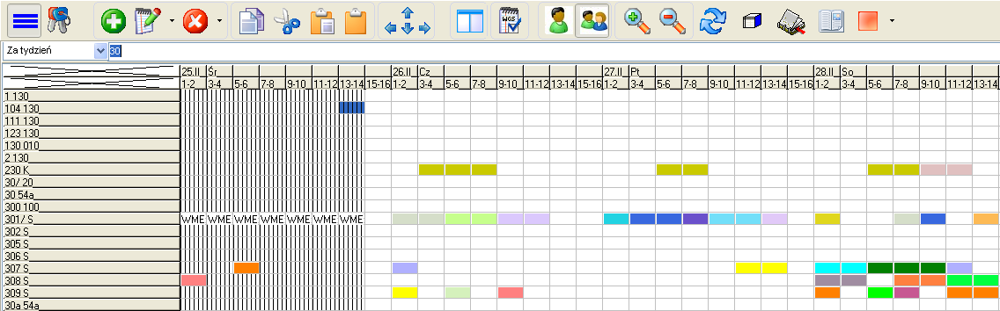 WGS
Za tydzień 30
25.II Śr 26.II Cz 27.II Pt 28.II So
1-2 3-4 5-6 7-8 9-10 11-12 13-14 15-16 1-2 3-4 5-6 7-8 9-10 11-12 13-14 15-16 1-2 3-4 5-6 7-8 9-10 11-12 13-14 15-16 1-2 3-4 5-6 7-8 9-10 11-12 13-14
1 130
104 130
111 130
123 130
130 010
2 130
230 K
30/ 20
30 54a
300 100
301/ S WME WME WME WME WME WME WME
302 S
305 S
306 S
307 S
308 S
309 S
30a 54a